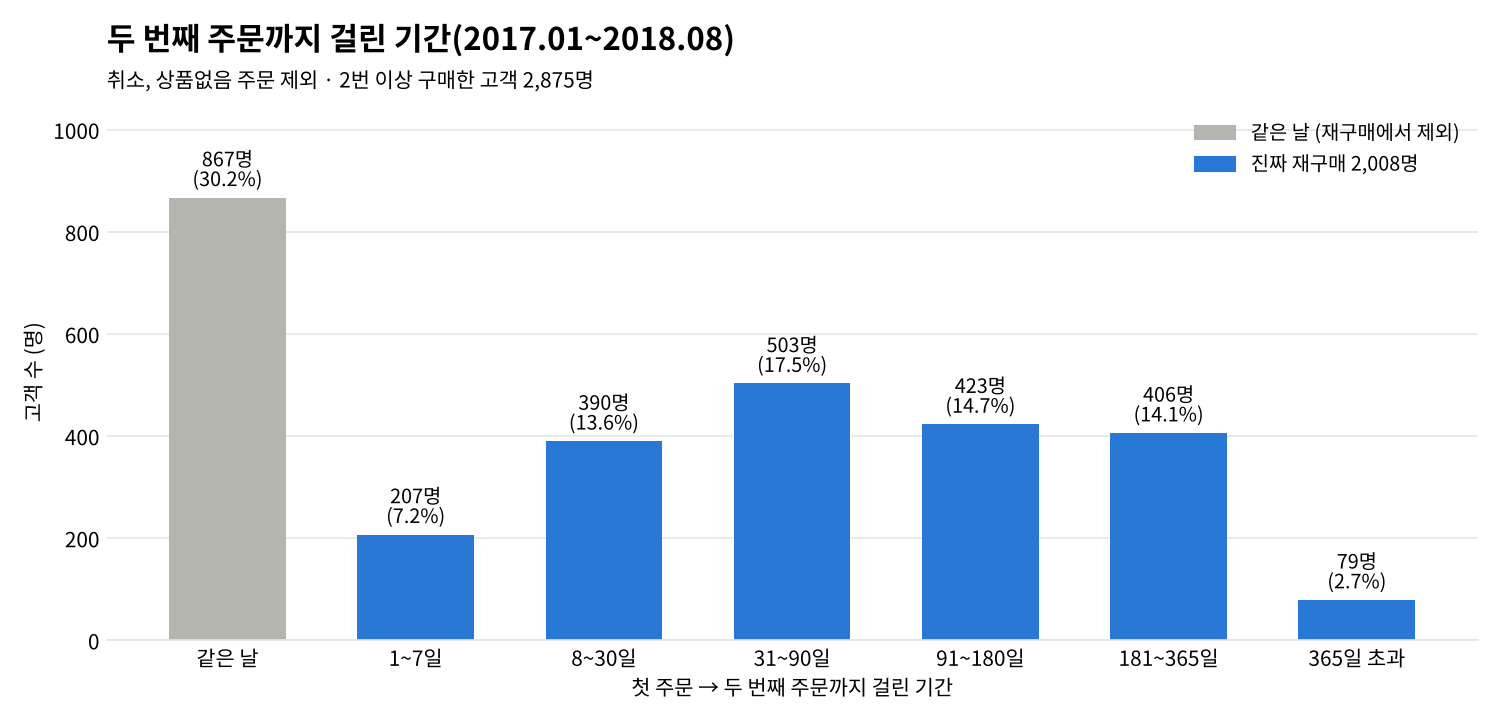 두 번째 주문까지 걸린 기간(2017.01~2018.08)
취소, 상품없음 주문 제외 · 2번 이상 구매한 고객 2,875명
같은 날 (재구매에서 제외)
진짜 재구매 2,008명
고객 수 (명)
1000
800
600
400
200
0
867명
(30.2%)
207명
(7.2%)
390명
(13.6%)
503명
(17.5%)
423명
(14.7%)
406명
(14.1%)
79명
(2.7%)
같은 날
1~7일
8~30일
31~90일
91~180일
181~365일
365일 초과
첫 주문 → 두 번째 주문까지 걸린 기간